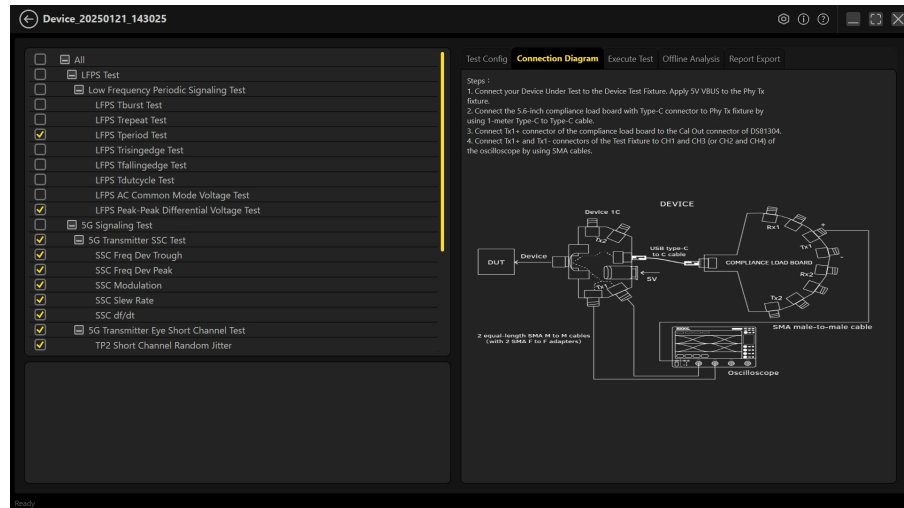 Device_20250121_143025
All
LFPS Test
Low Frequency Periodic Signaling Test
LFPS Tburst Test
LFPS Trepeat Test
LFPS Tperiod Test
LFPS Trisingedge Test
LFPS Tfallingedge Test
LFPS Tdutcycle Test
LFPS AC Common Mode Voltage Test
LFPS Peak-Peak Differential Voltage Test
5G Signaling Test
5G Transmitter SSC Test
SSC Freq Dev Trough
SSC Freq Dev Peak
SSC Modulation
SSC Slew Rate
SSC df/dt
5G Transmitter Eye Short Channel Test
TP2 Short Channel Random Jitter
Test Config Connection Diagram Execute Test Offline Analysis Report Export
Steps :
1. Connect your Device Under Test to the Device Test Fixture. Apply 5V VBUS to the Phy Tx
fixture.
2. Connect the 5.6-inch compliance load board with Type-C connector to Phy Tx fixture by
using 1-meter Type-C to Type-C cable.
3. Connect Tx1+ connector of the compliance load board to the Cal Out connector of DS81304.
4. Connect Tx1+ and Tx1- connectors of the Test Fixture to CH1 and CH3 (or CH2 and CH4) of
the oscilloscope by using SMA cables.
DEVICE
Device 1C
Tx2
Rx1
+
Tx1
-
USB type-C
to C cable
DUT
Device
COMPLIANCE LOAD BOARD
5V
Rx2
Tx1
Tx2
SMA male-to-male cable
2 equal-length SMA M to M cables
(with 2 SMA F to F adapters)
Oscilloscope
Ready